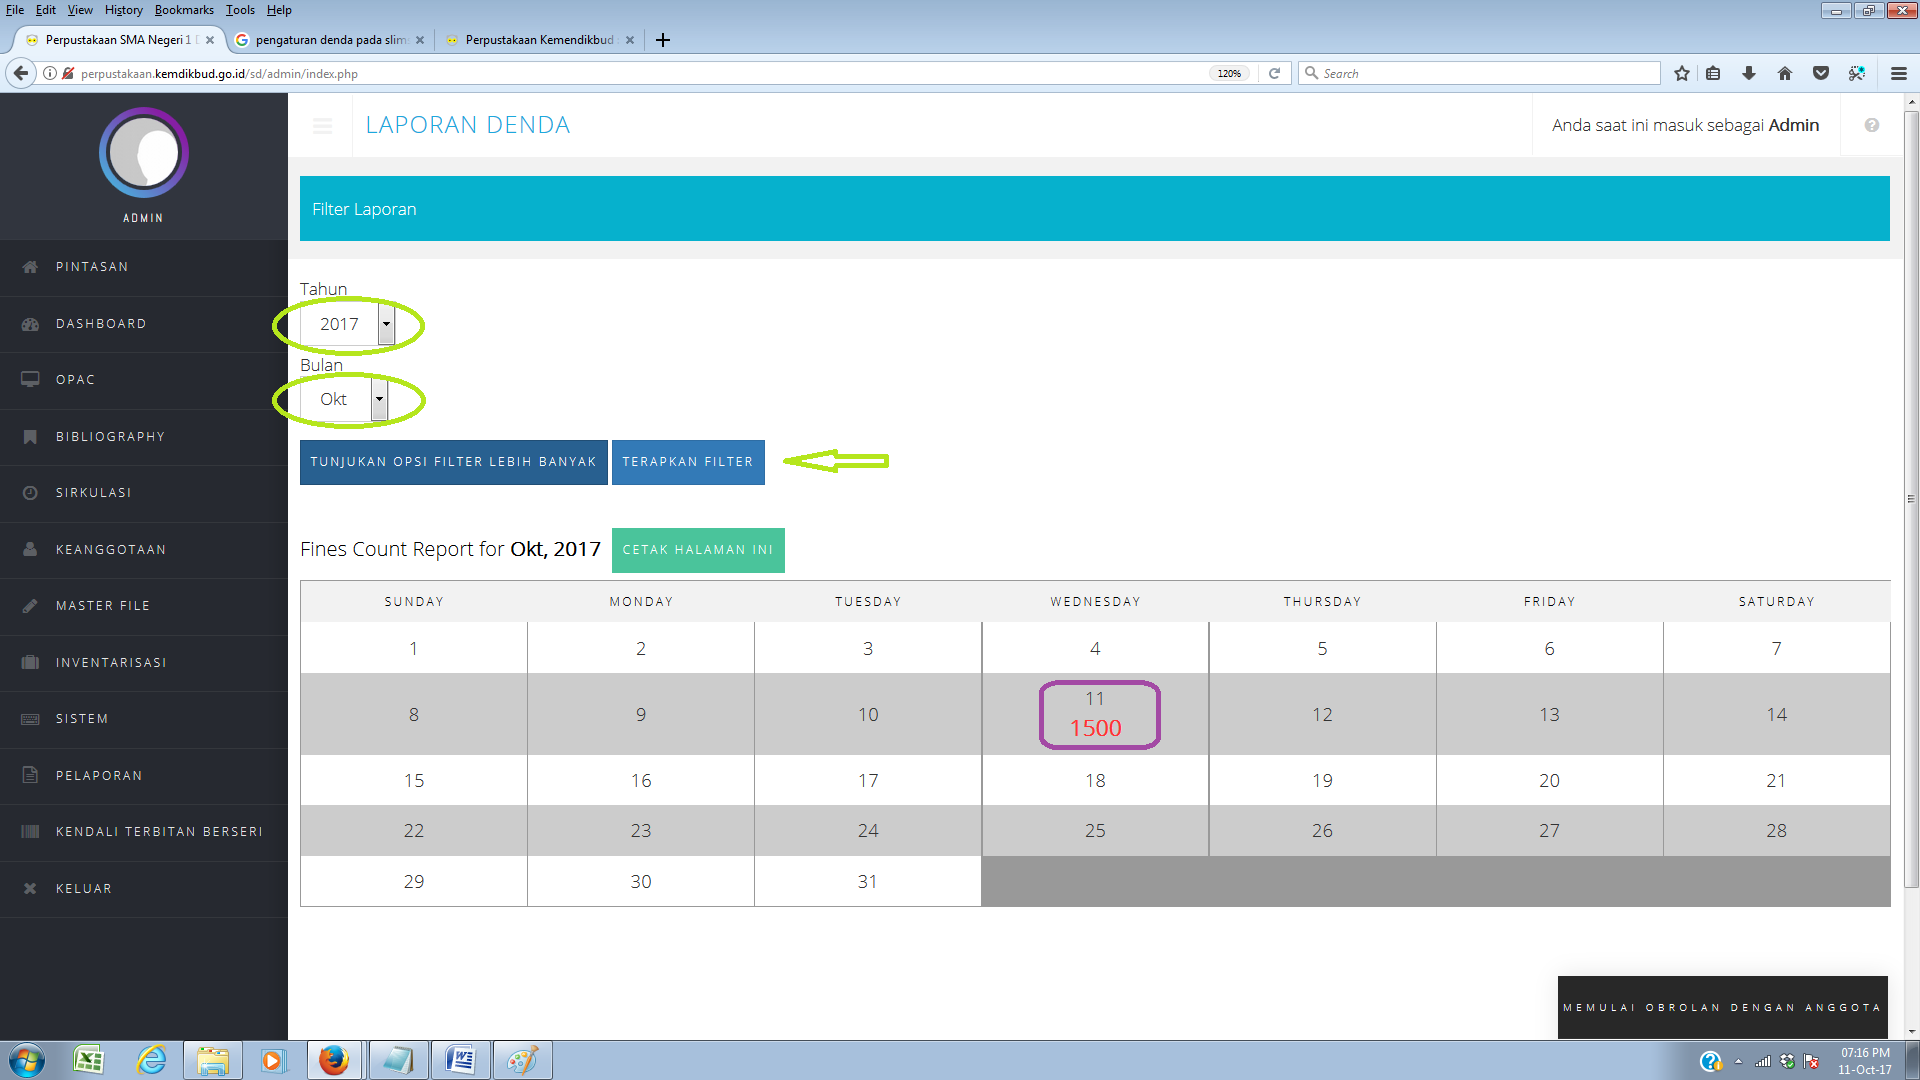 File Edit View History Bookmarks Tools Help
Perpustakaan SMA Negeri 1
pengaturan denda pada slim
Perpustakaan Kemendikbud
perpustakaan.kemdikbud.go.id/sd/admin/index.php
120%
Search
ADMIN
PINTASAN
DASHBOARD
OPAC
BIBLIOGRAPHY
SIRKULASI
KEANGGOTAAN
MASTER FILE
INVENTARISASI
SISTEM
PELAPORAN
KENDALI TERBITAN BERSERI
KELUAR
LAPORAN DENDA
Anda saat ini masuk sebagai Admin
Filter Laporan
Tahun
2017
Bulan
Okt
TUNJUKAN OPSI FILTER LEBIH BANYAK TERAPKAN FILTER
Fines Count Report for Okt, 2017 CETAK HALAMAN INI
SUNDAY MONDAY TUESDAY WEDNESDAY THURSDAY FRIDAY SATURDAY
1 2 3 4 5 6 7
8 9 10 11 12 13 14
1500
15 16 17 18 19 20 21
22 23 24 25 26 27 28
29 30 31
MEMULAI OBROLAN DENGAN ANGGOTA
07:16 PM
11-Oct-17